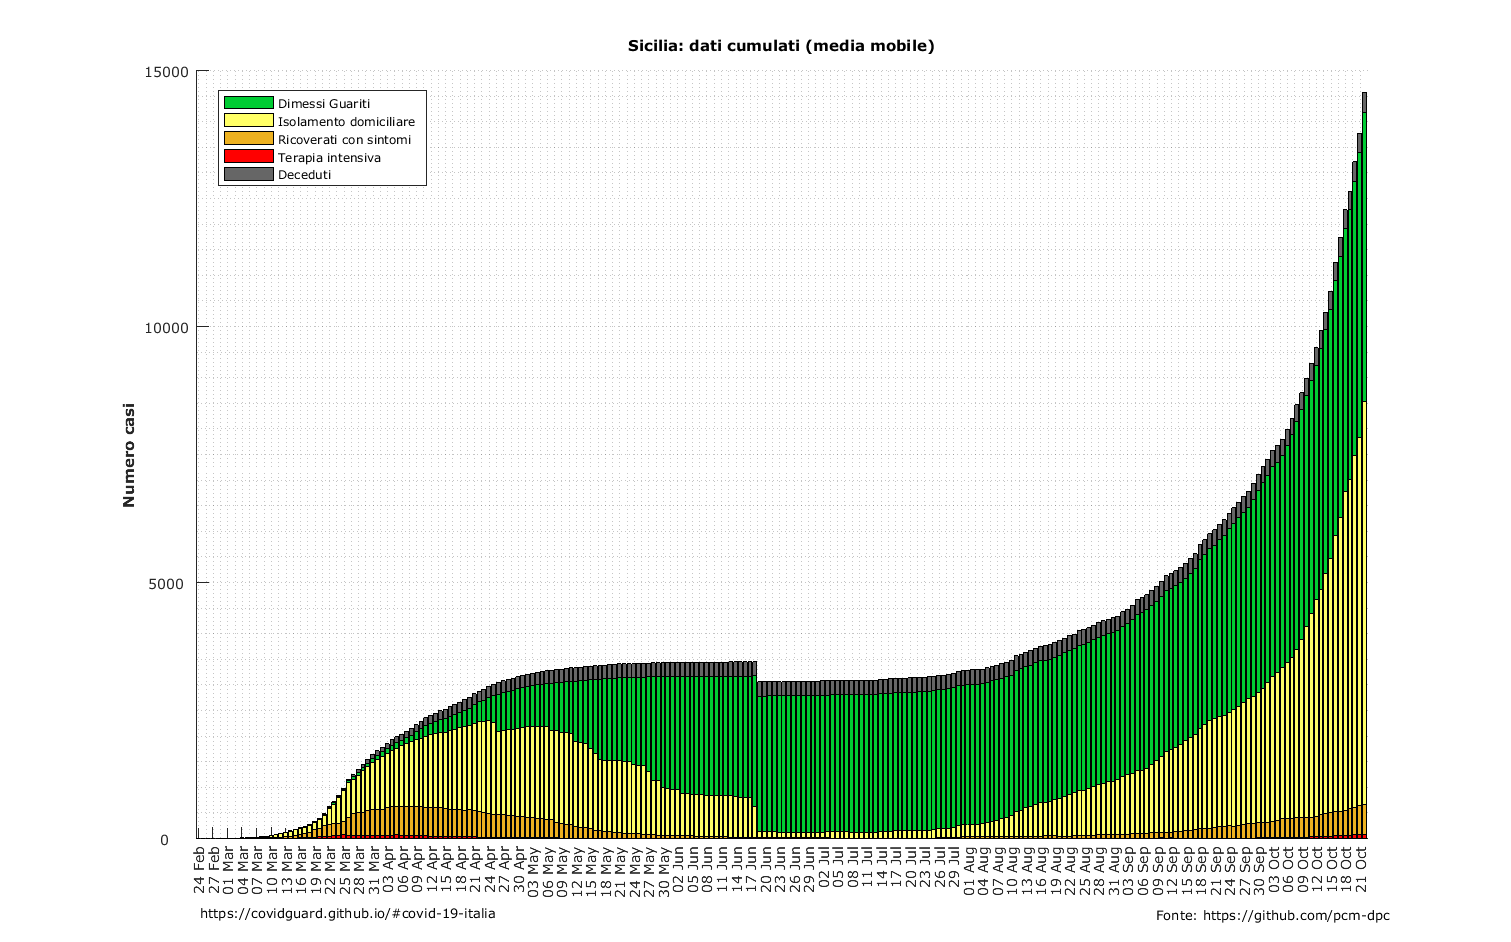 Sicilia: dati cumulati (media mobile)
15000
10000
5000
0
Numero casi
Dimessi Guariti
Isolamento domiciliare
Ricoverati con sintomi
Terapia intensiva
Deceduti
24 Feb
27 Feb
01 Mar
04 Mar
07 Mar
10 Mar
13 Mar
16 Mar
19 Mar
22 Mar
25 Mar
28 Mar
31 Mar
03 Apr
06 Apr
09 Apr
12 Apr
15 Apr
18 Apr
21 Apr
24 Apr
27 Apr
30 Apr
03 May
06 May
09 May
12 May
15 May
18 May
21 May
24 May
27 May
30 May
02 Jun
05 Jun
08 Jun
11 Jun
14 Jun
17 Jun
20 Jun
23 Jun
26 Jun
29 Jun
02 Jul
05 Jul
08 Jul
11 Jul
14 Jul
17 Jul
20 Jul
23 Jul
26 Jul
29 Jul
01 Aug
04 Aug
07 Aug
10 Aug
13 Aug
16 Aug
19 Aug
22 Aug
25 Aug
28 Aug
31 Aug
03 Sep
06 Sep
09 Sep
12 Sep
15 Sep
18 Sep
21 Sep
24 Sep
27 Sep
30 Sep
03 Oct
06 Oct
09 Oct
12 Oct
15 Oct
18 Oct
21 Oct
https://covidguard.github.io/#covid-19-italia
Fonte: https://github.com/pcm-dpc